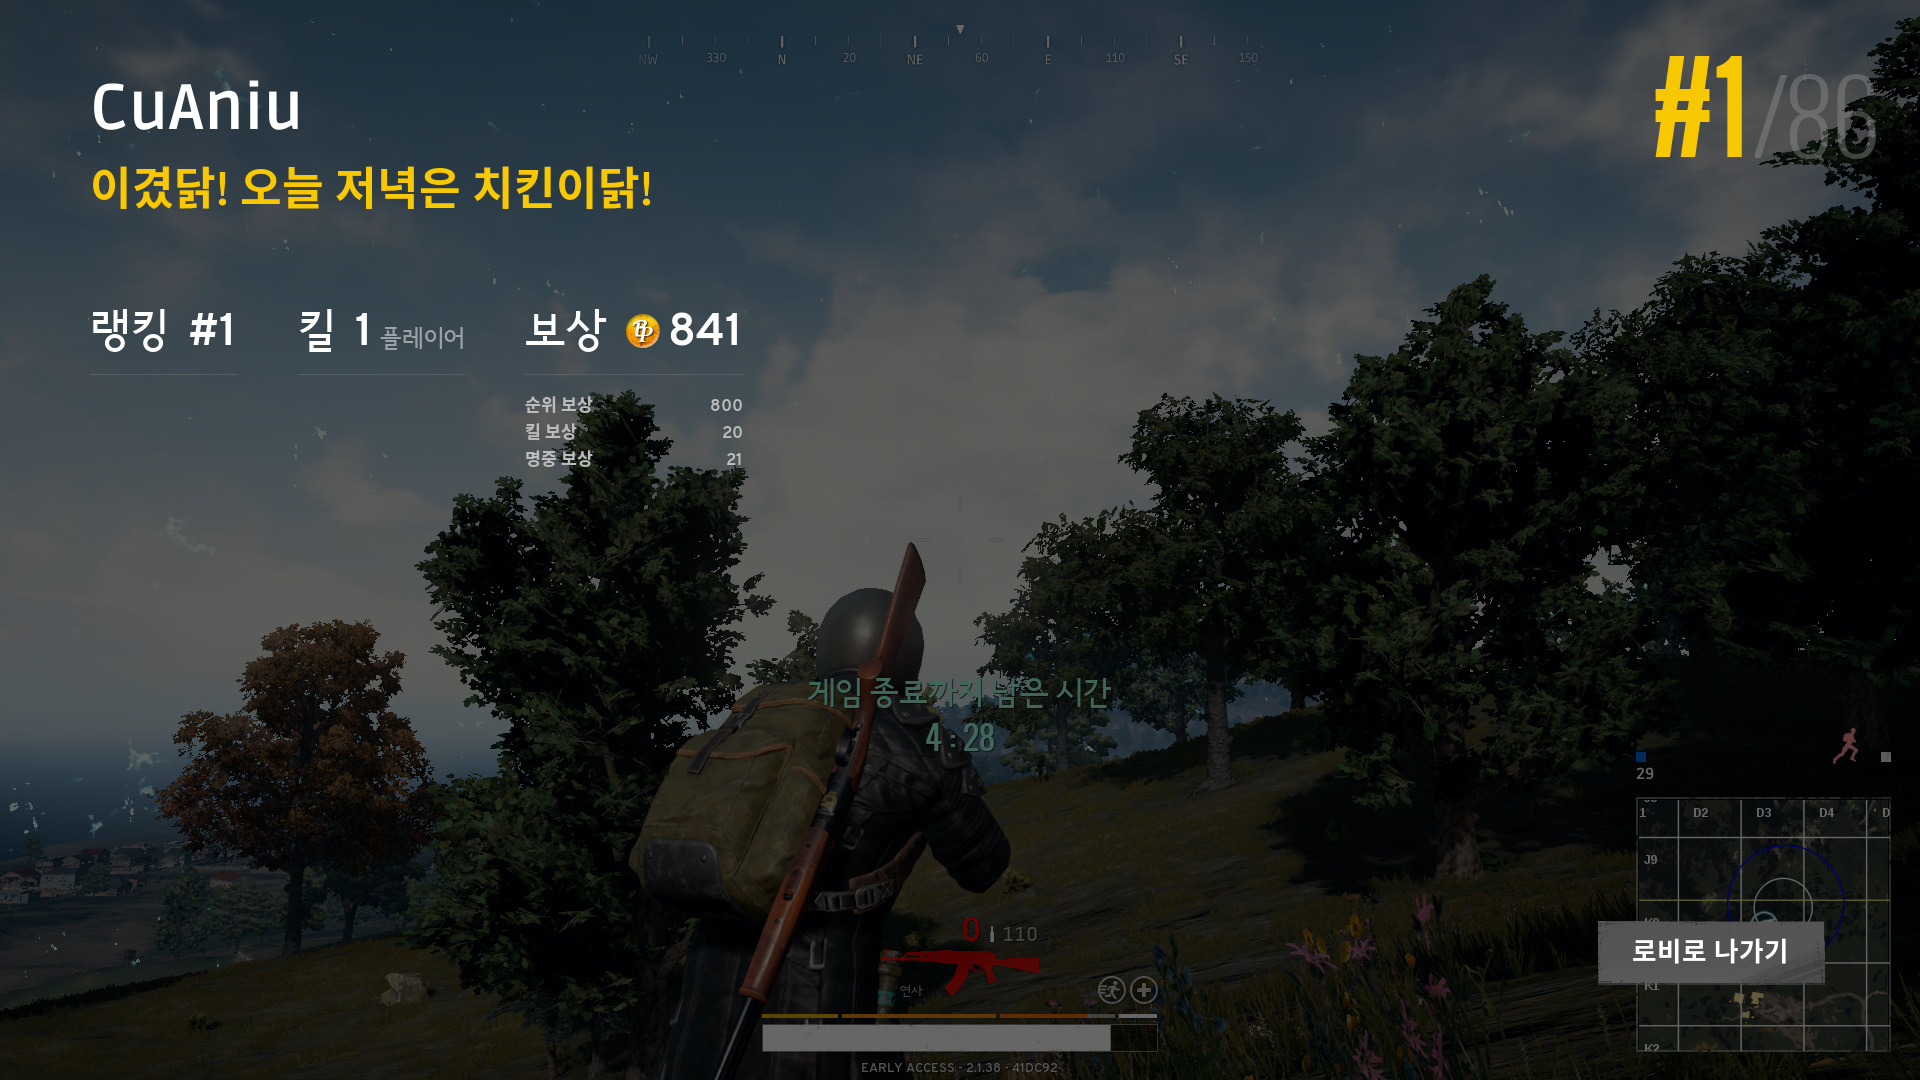 NW 330 N 20 NE 60 E 110 SE 150
CuAniu
#1/86
이겼닭! 오늘 저녁은 치킨이닭!
랭킹 #1
킬 1 플레이어
보상 841
순위 보상 800
킬 보상 20
명중 보상 21
게임 종료까지 남은 시간
4 : 28
29
1 D2 D3 D4 D
J9
로비로 나가기
K1
K2
0 110
연사
EARLY ACCESS - 2.1.38 - 41DC92